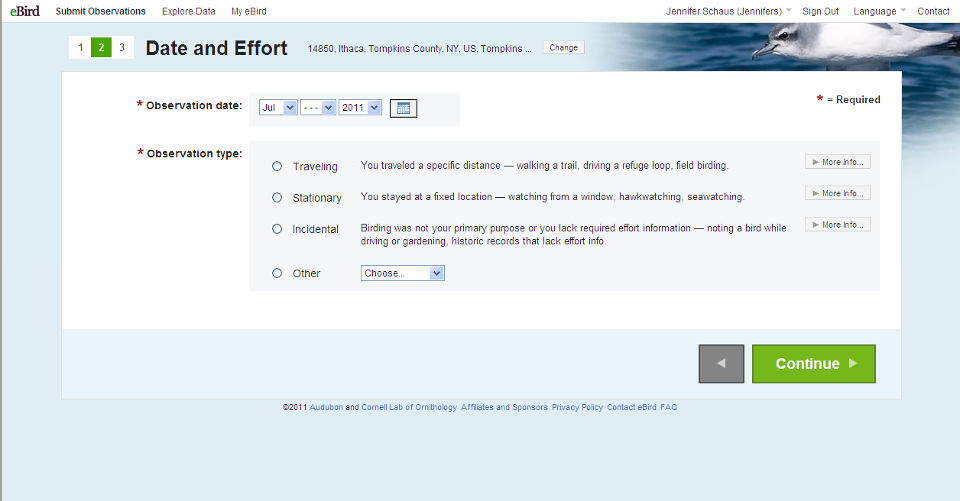 eBird Submit Observations Explore Data My eBird Jennifer Schaus (Jennifers) Sign Out Language Contact
1 2 3 Date and Effort 14850, Ithaca, Tompkins County, NY, US, Tompkins ... Change
* Observation date: Jul --- 2011 * = Required
* Observation type:
Traveling You traveled a specific distance — walking a trail, driving a refuge loop, field birding. More Info...
Stationary You stayed at a fixed location — watching from a window, hawkwatching, seawatching. More Info...
Incidental Birding was not your primary purpose or you lack required effort information — noting a bird while More Info...
driving or gardening, historic records that lack effort info.
Other Choose...
Continue
©2011 Audubon and Cornell Lab of Ornithology Affiliates and Sponsors Privacy Policy Contact eBird FAQ